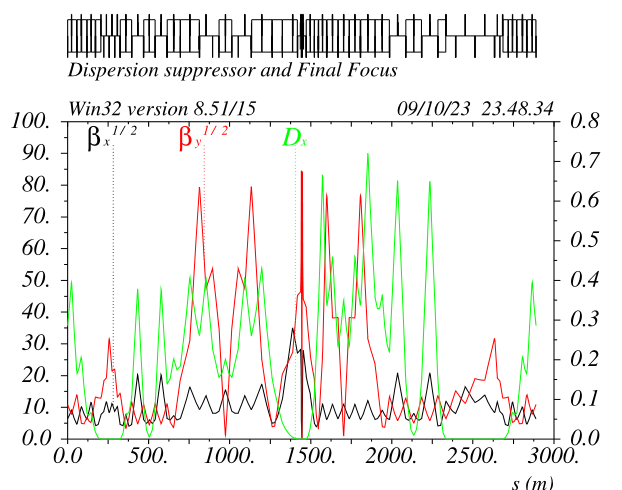 Dispersion suppressor and Final Focus
Win32 version 8.51/15 09/10/23 23.48.34
100. βx1/2 βy1/2 Dx 0.8
90.
80. 0.7
70. 0.6
60.
50. 0.5
40. 0.4
30. 0.3
20. 0.2
10. 0.1
0.0 0.0
0.0 500. 1000. 1500. 2000. 2500. 3000.
s (m)